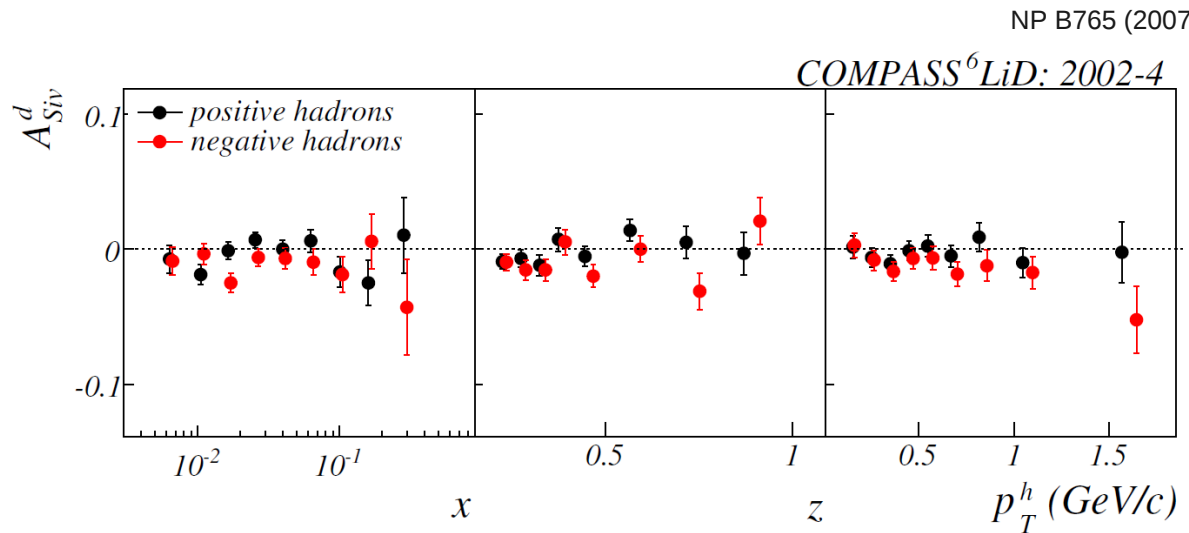 NP B765 (2007
COMPASS ⁶LiD: 2002-4
A^d_Siv
0.1
0
-0.1
positive hadrons
negative hadrons
10⁻² 10⁻¹ 0.5 1 0.5 1 1.5
x z p_T^h (GeV/c)